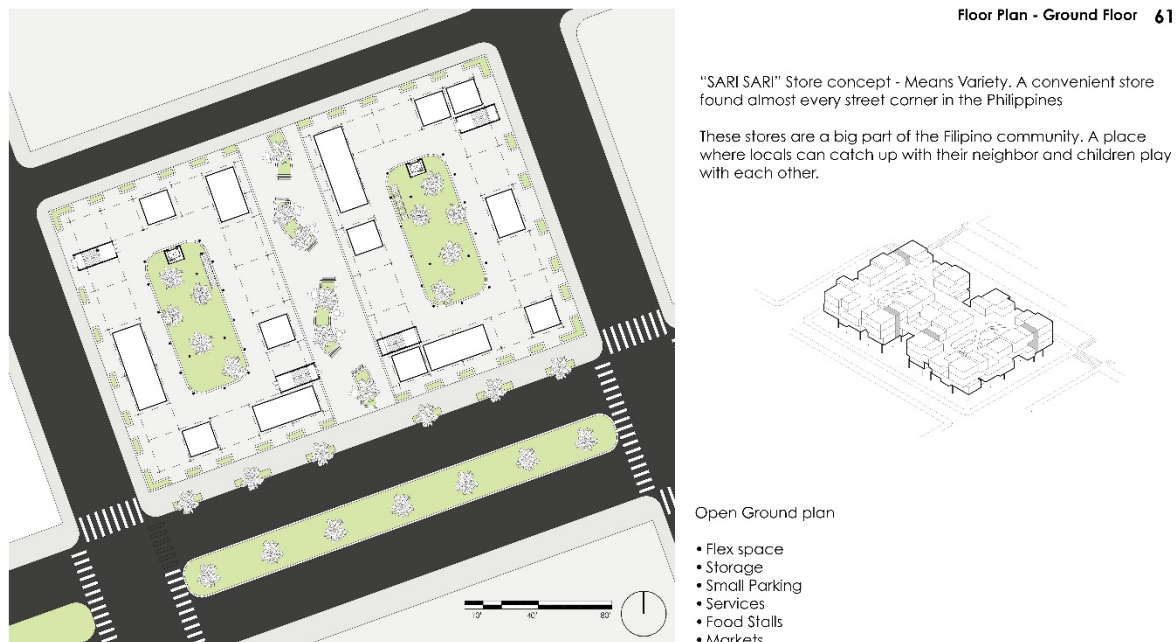 Floor Plan - Ground Floor 61
"SARI SARI" Store concept - Means Variety. A convenient store
found almost every street corner in the Philippines
These stores are a big part of the Filipino community. A place
where locals can catch up with their neighbor and children play
with each other.
Open Ground plan
• Flex space
• Storage
• Small Parking
• Services
• Food Stalls
• Markets
10' 40' 80'